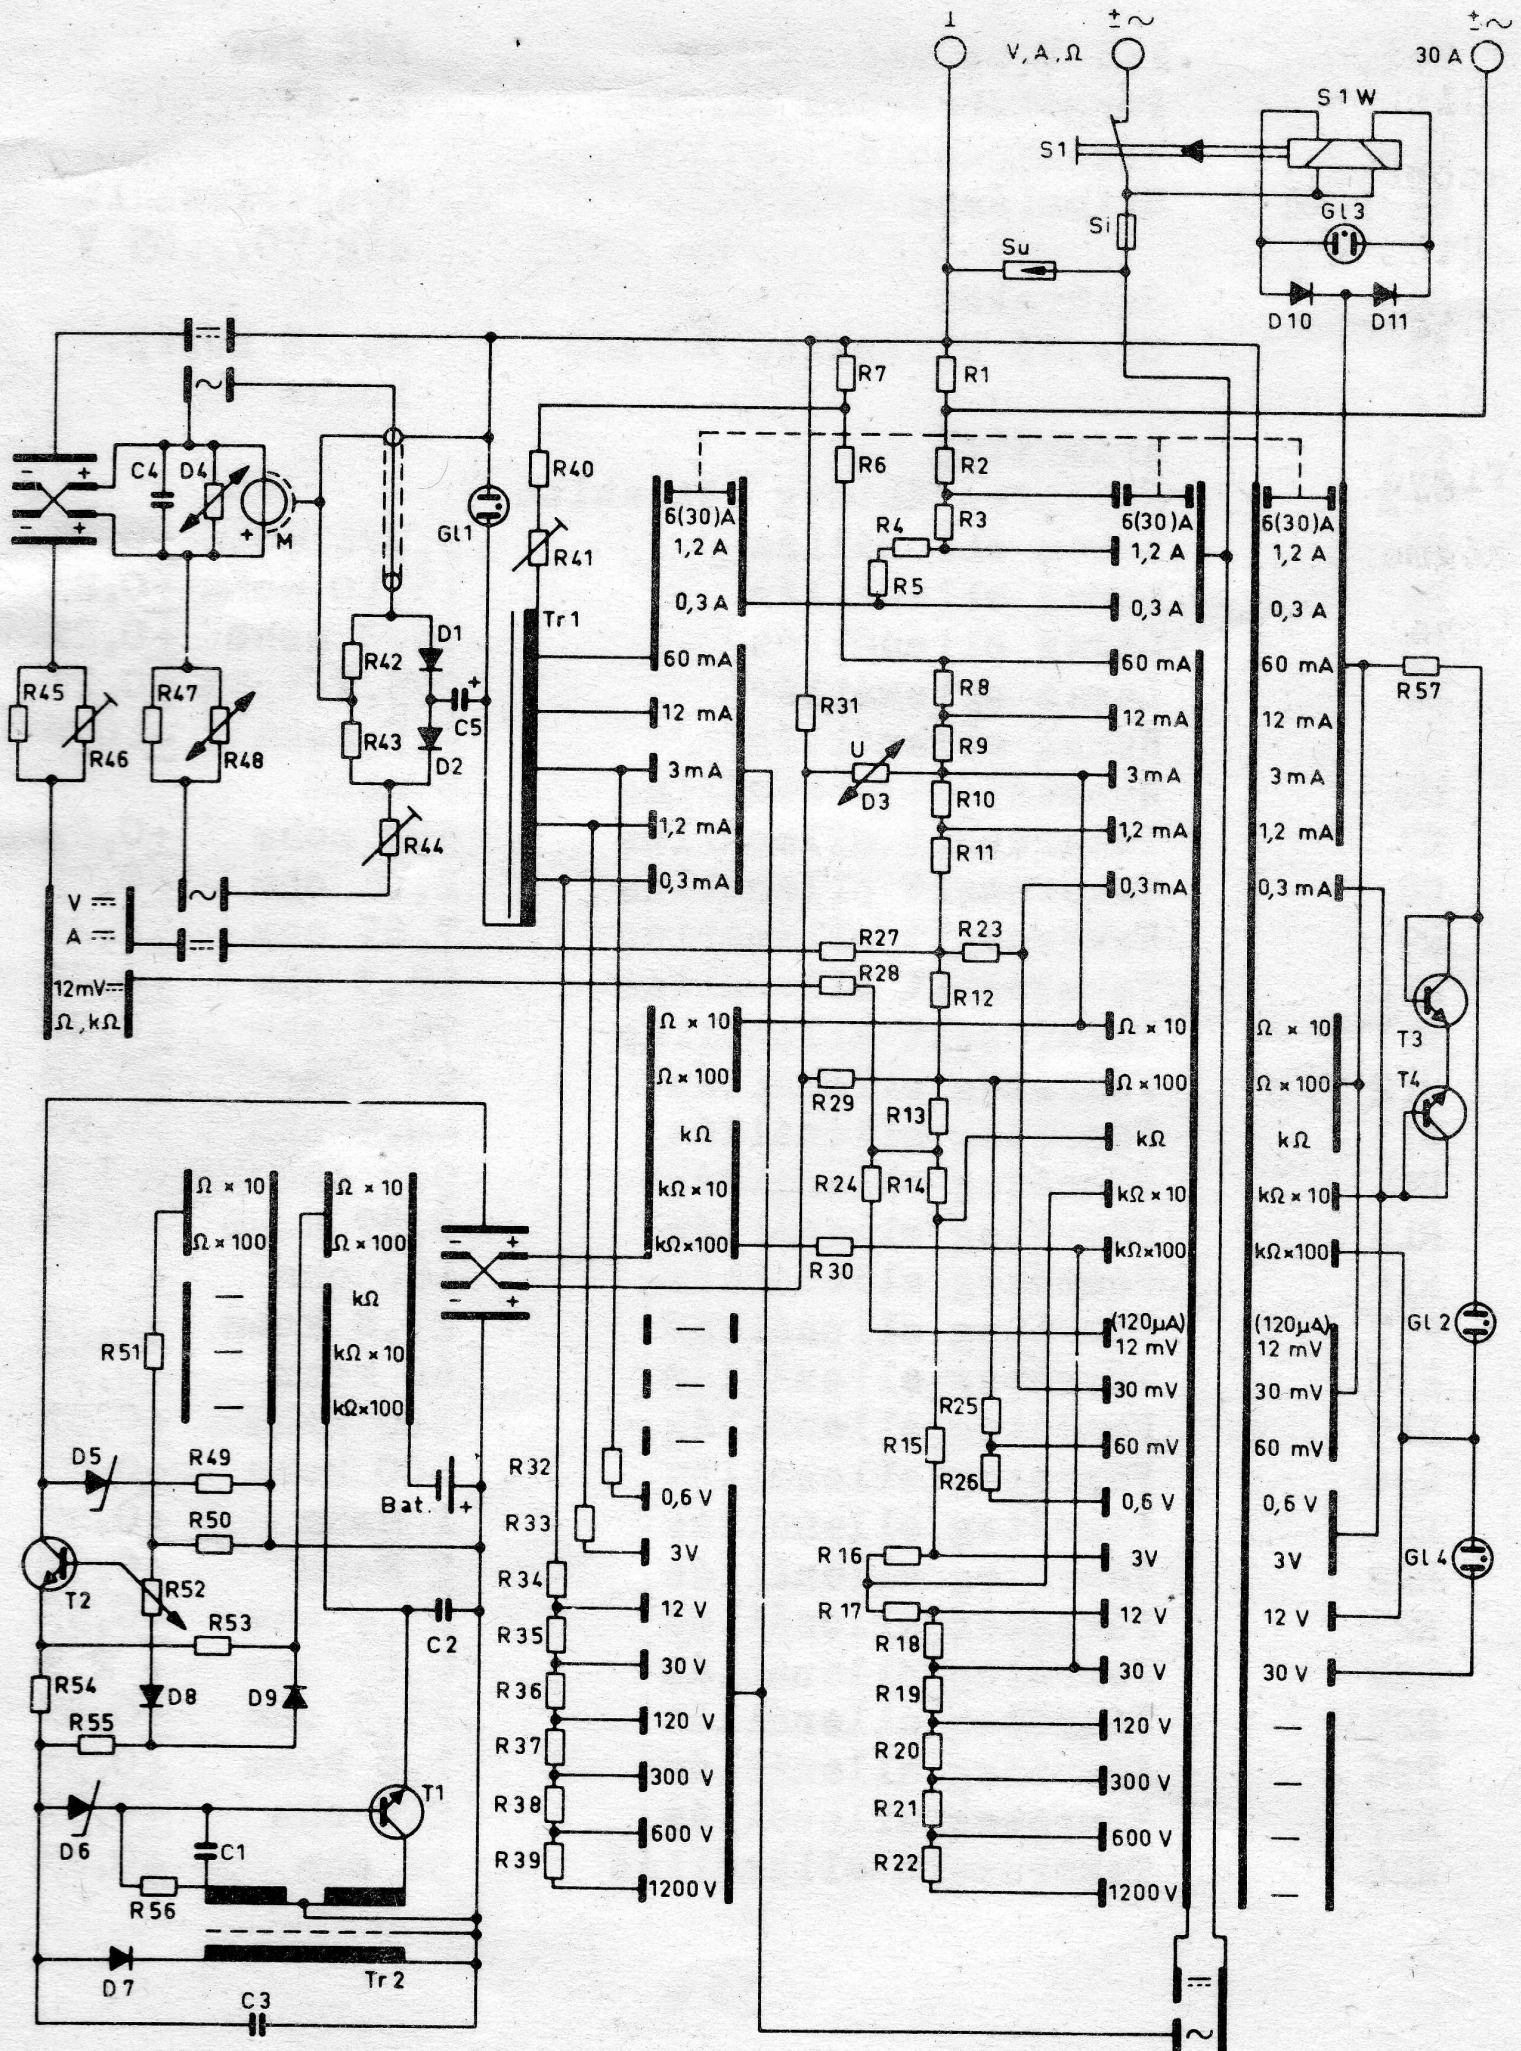 ⊥
V, A, Ω
± ~
± ~
30 A
S1W
S1
Si
Su
Gl3
D10
D11
⎓
~
R7
R1
- +
- +
C4
D4
+
M
Gl1
R40
R41
R6
R2
R3
R4
R5
6(30)A
1,2 A
0,3 A
60 mA
12 mA
3 mA
1,2 mA
0,3 mA
6(30)A
1,2 A
0,3 A
60 mA
12 mA
3 mA
1,2 mA
0,3 mA
6(30)A
1,2 A
0,3 A
60 mA
12 mA
3 mA
1,2 mA
0,3 mA
Tr1
R42
D1
+
C5
R43
D2
R44
R45
R46
R47
R48
R31
U
D3
R8
R9
R10
R11
R57
V ⎓
A ⎓
~
⎓
12mV⎓
Ω, kΩ
R27
R23
R28
R12
R29
R13
R24
R14
R30
T3
T4
Ω × 10
Ω × 100
kΩ
kΩ × 10
kΩ×100
—
—
—
0,6 V
3V
12 V
30 V
120 V
300 V
600 V
1200 V
Ω × 10
Ω × 100
kΩ
kΩ × 10
kΩ×100
(120µA)
12 mV
30 mV
60 mV
0,6 V
3V
12 V
30 V
120 V
300 V
600 V
1200V
Ω × 10
Ω × 100
kΩ
kΩ × 10
kΩ×100
(120µA)
12 mV
30 mV
60 mV
0,6 V
3V
12 V
30 V
—
—
—
—
Gl 2
Gl 4
Ω × 10
Ω × 100
—
—
—
Ω × 10
Ω × 100
kΩ
kΩ × 10
kΩ×100
- +
- +
R51
D5
R49
R50
Bat.
+
T2
R52
R53
C2
R54
D8
D9
R55
D6
C1
T1
R56
D7
Tr2
C3
R32
R33
R34
R35
R36
R37
R38
R39
R25
R15
R26
R16
R17
R18
R19
R20
R21
R22
⎓
~